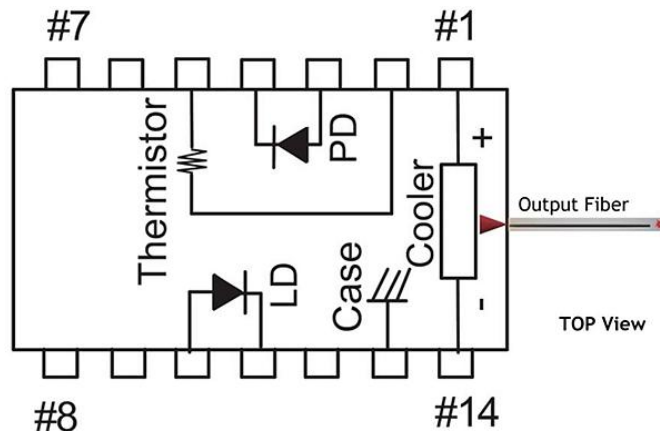 #7
#1
Thermistor
PD
+
Cooler
Output Fiber
LD
Case
-
TOP View
#8
#14